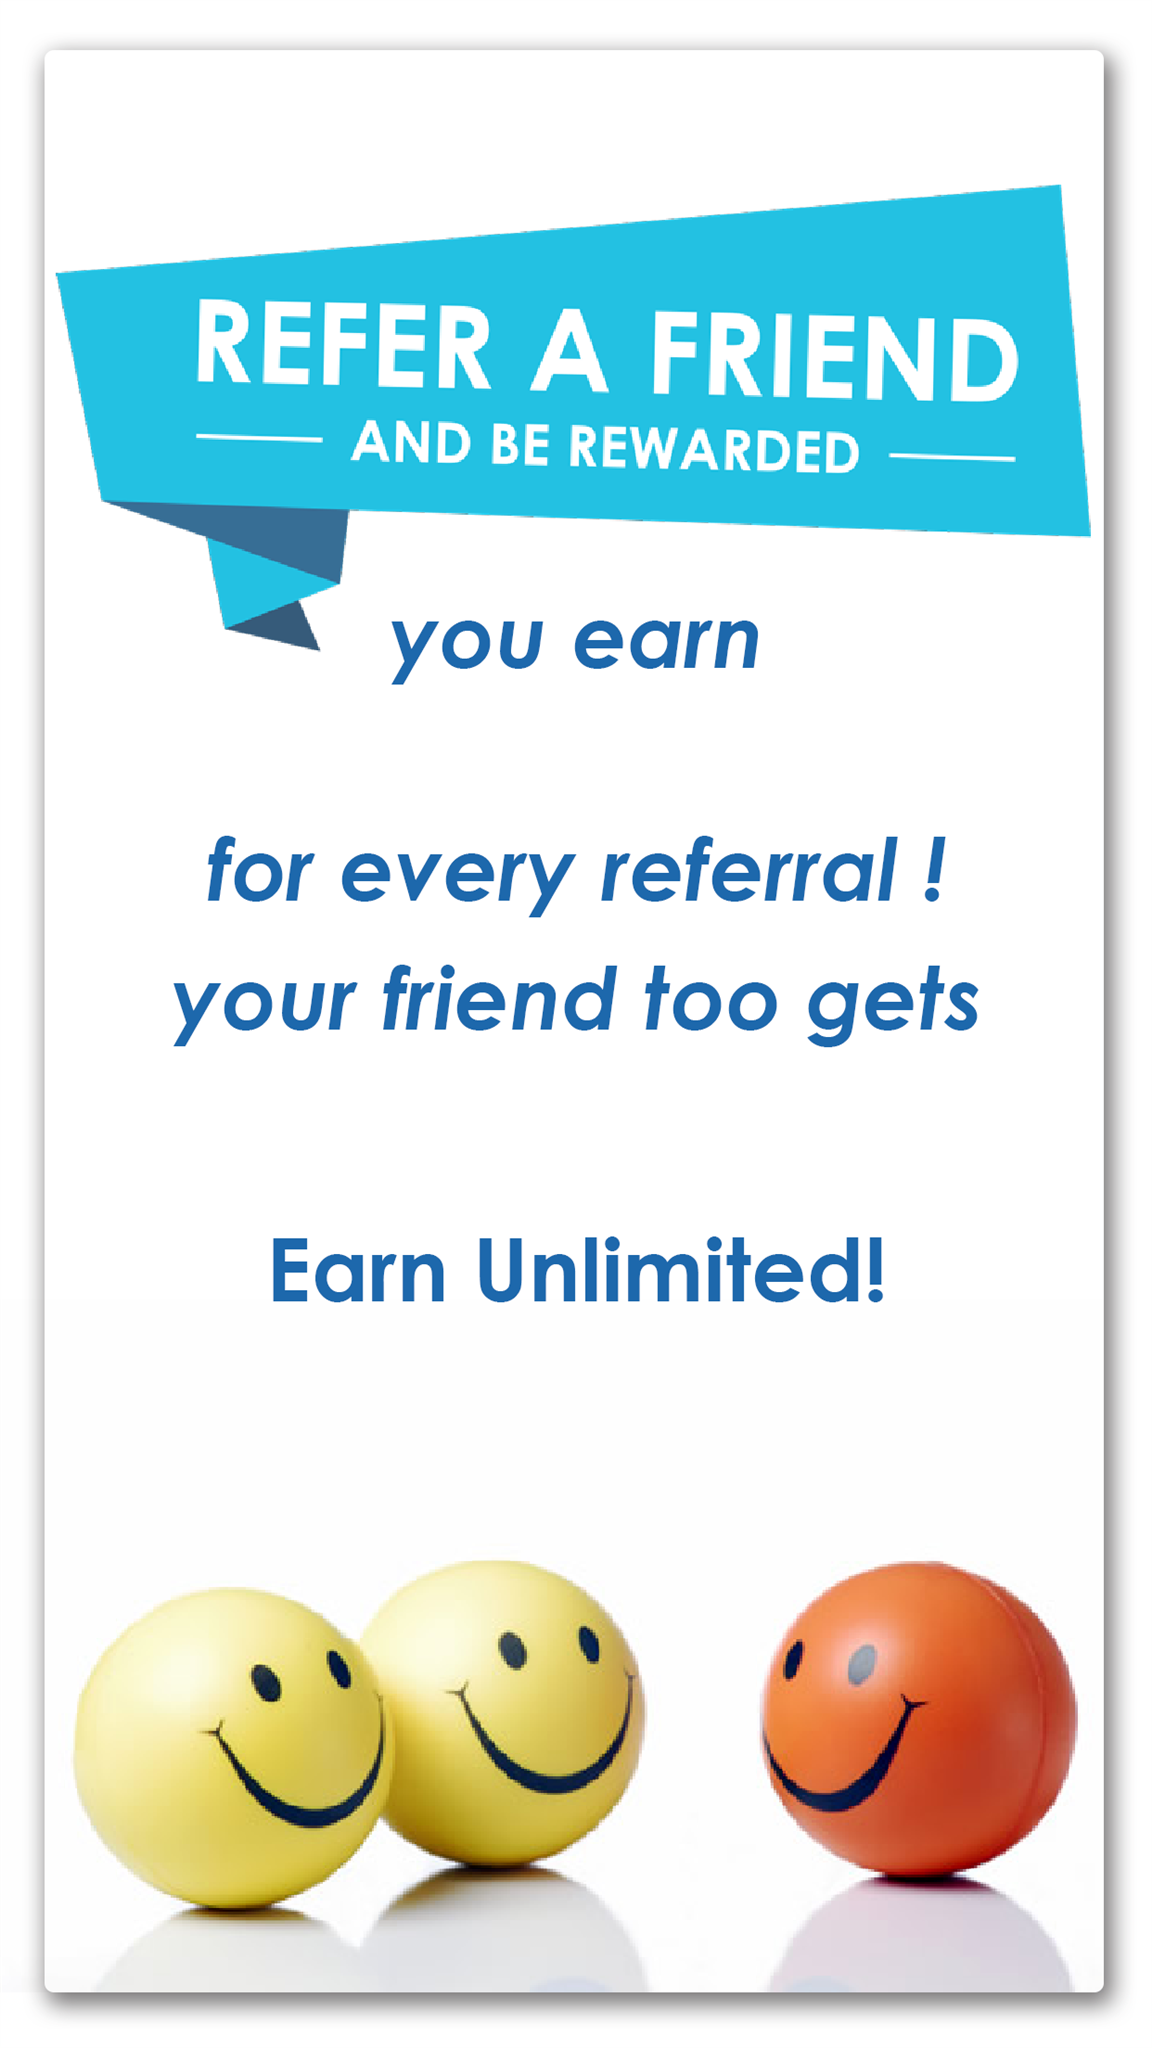 REFER A FRIEND
AND BE REWARDED
you earn
for every referral !
your friend too gets
Earn Unlimited!